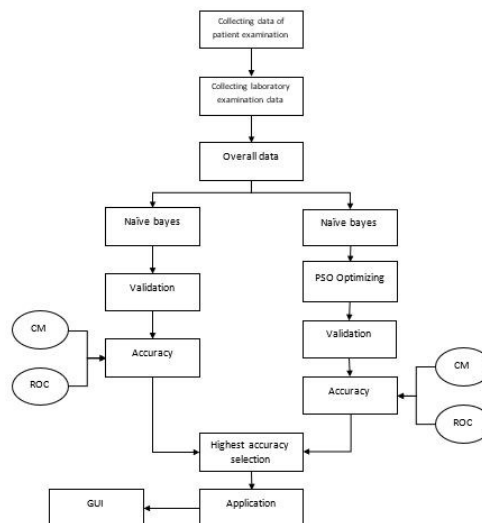 Collecting data of
patient examination
Collecting laboratory
examination data
Overall data
Naïve bayes
Naïve bayes
Validation
PSO Optimizing
CM
Accuracy
Validation
ROC
Accuracy
CM
ROC
Highest accuracy
selection
GUI
Application